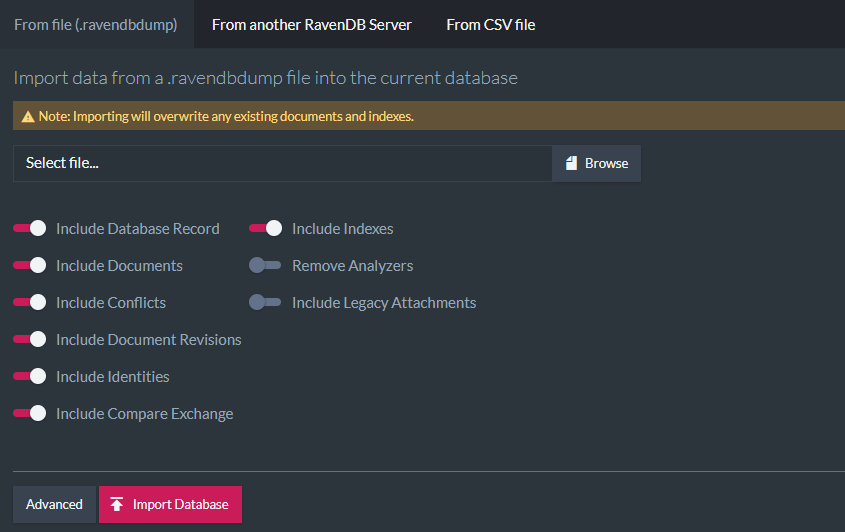 From file (.ravendbdump) From another RavenDB Server From CSV file
Import data from a .ravendbdump file into the current database
Note: Importing will overwrite any existing documents and indexes.
Select file... Browse
Include Database Record Include Indexes
Include Documents Remove Analyzers
Include Conflicts Include Legacy Attachments
Include Document Revisions
Include Identities
Include Compare Exchange
Advanced Import Database